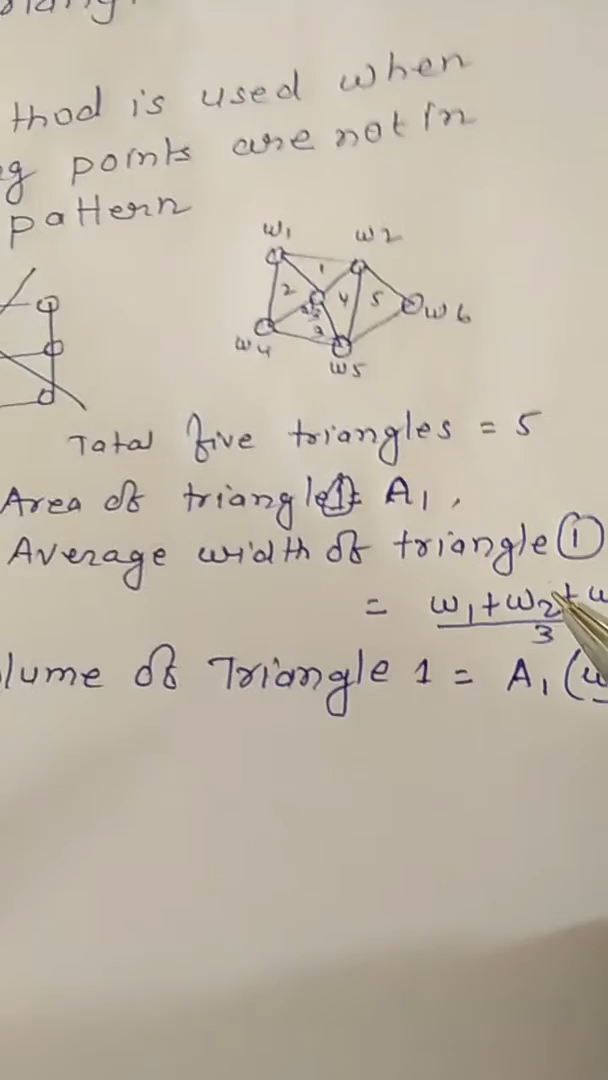 thod is used when
g points are not in
pattern
w1 w2
1
2 4 5
w6
3
w4
w5
Total five triangles = 5
Area of triangle 1 = A1,
Average width of triangle 1
= w1+w2+w
3
lume of Triangle 1 = A1 (w